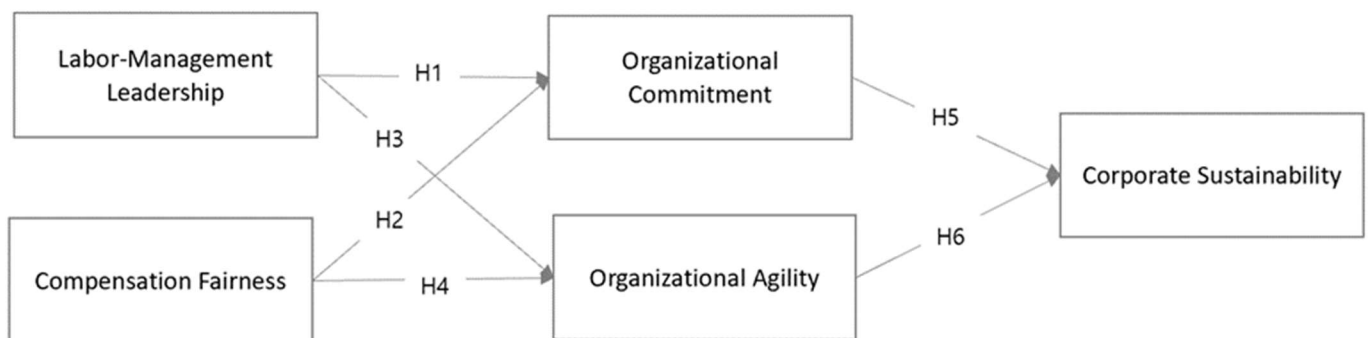 Labor-Management
Leadership
H1
Organizational
Commitment
H3
H5
Corporate Sustainability
H2
H6
Compensation Fairness
H4
Organizational Agility